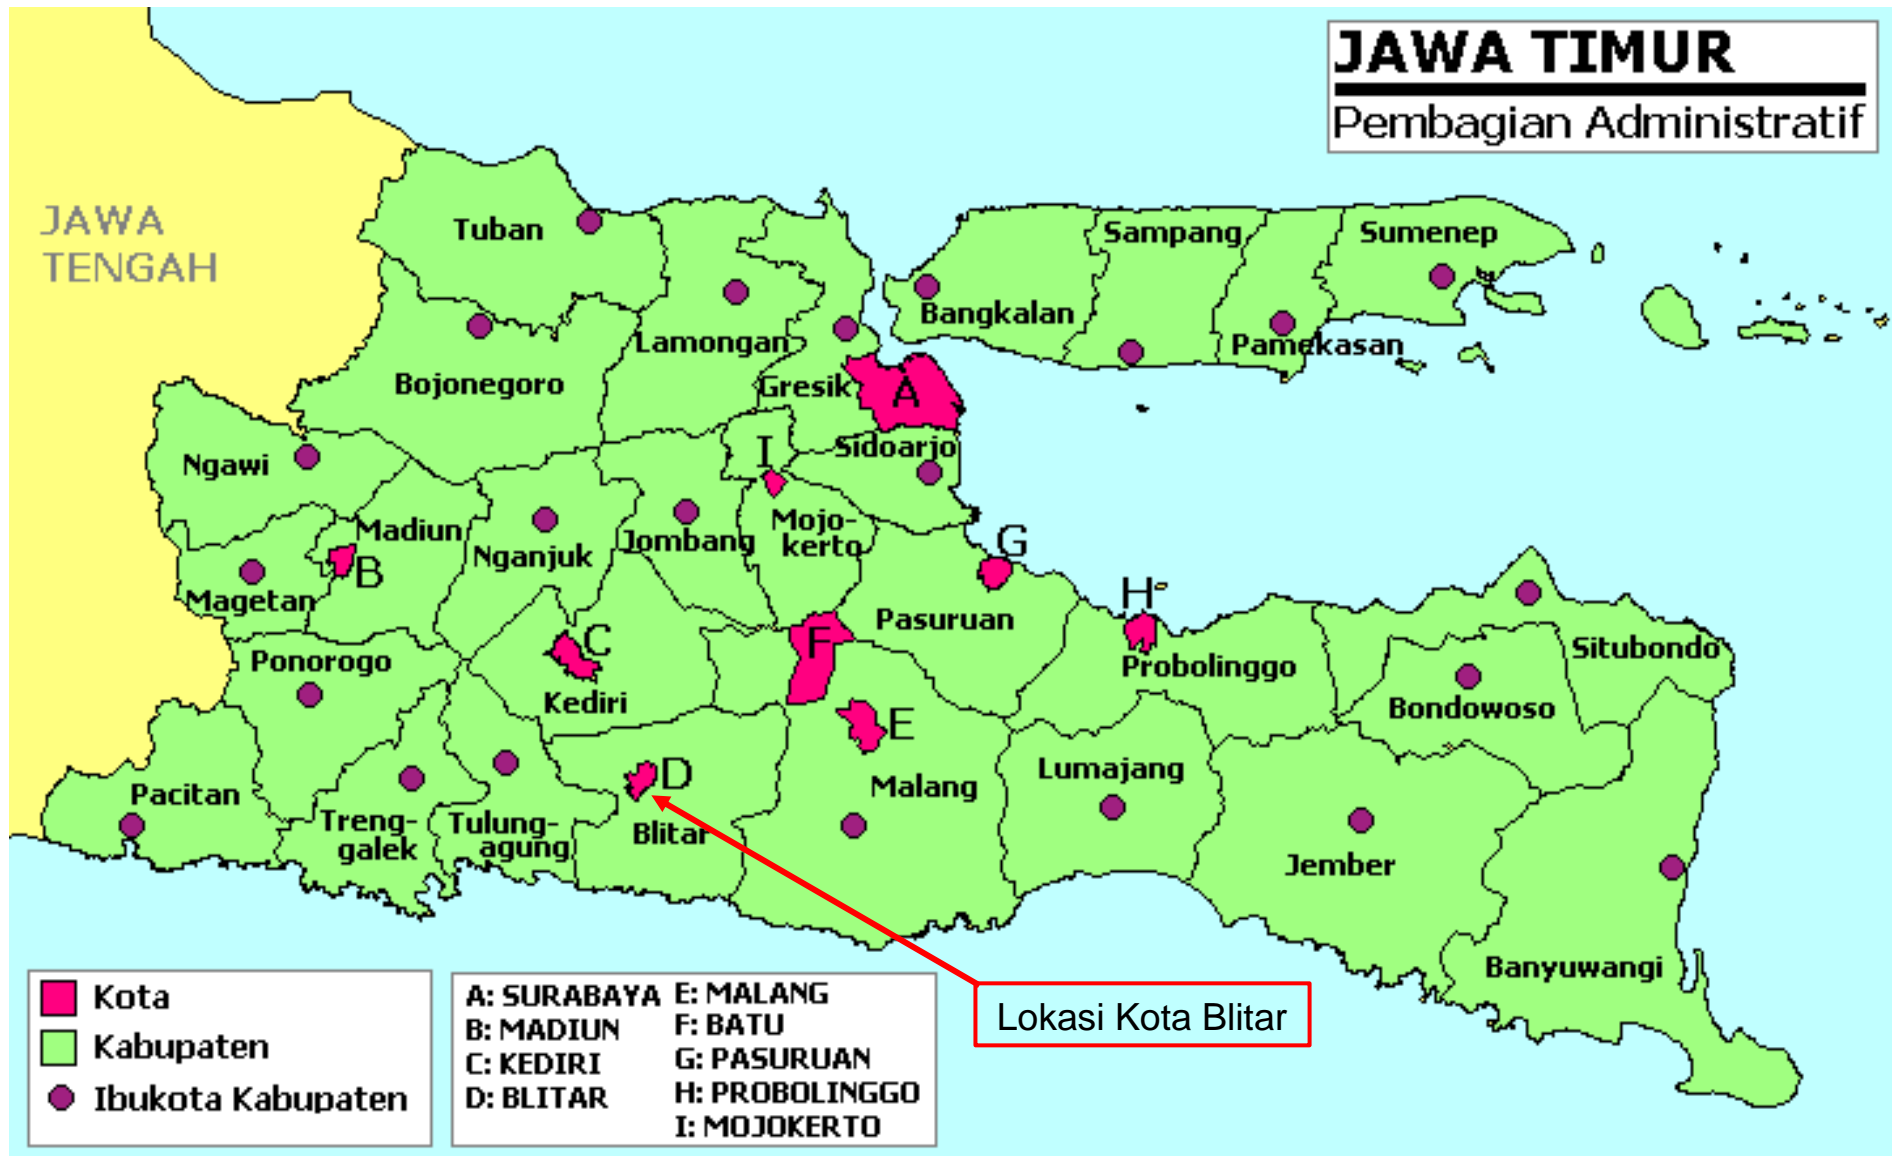 JAWA TIMUR
Pembagian Administratif
JAWA
TENGAH
Tuban
Sampang
Sumenep
Bangkalan
Lamongan
Pamekasan
Bojonegoro
Gresik
A
Sidoarjo
I
Ngawi
Madiun
Mojo-
kerto
Nganjuk
Jombang
G
B
Magetan
H
Pasuruan
C
F
Ponorogo
Probolinggo
Situbondo
Kediri
Bondowoso
E
D
Lumajang
Malang
Pacitan
Treng-
galek
Tulung-
agung
Blitar
Jember
Banyuwangi
Kota
Kabupaten
Ibukota Kabupaten
A: SURABAYA
B: MADIUN
C: KEDIRI
D: BLITAR
E: MALANG
F: BATU
G: PASURUAN
H: PROBOLINGGO
I: MOJOKERTO
Lokasi Kota Blitar